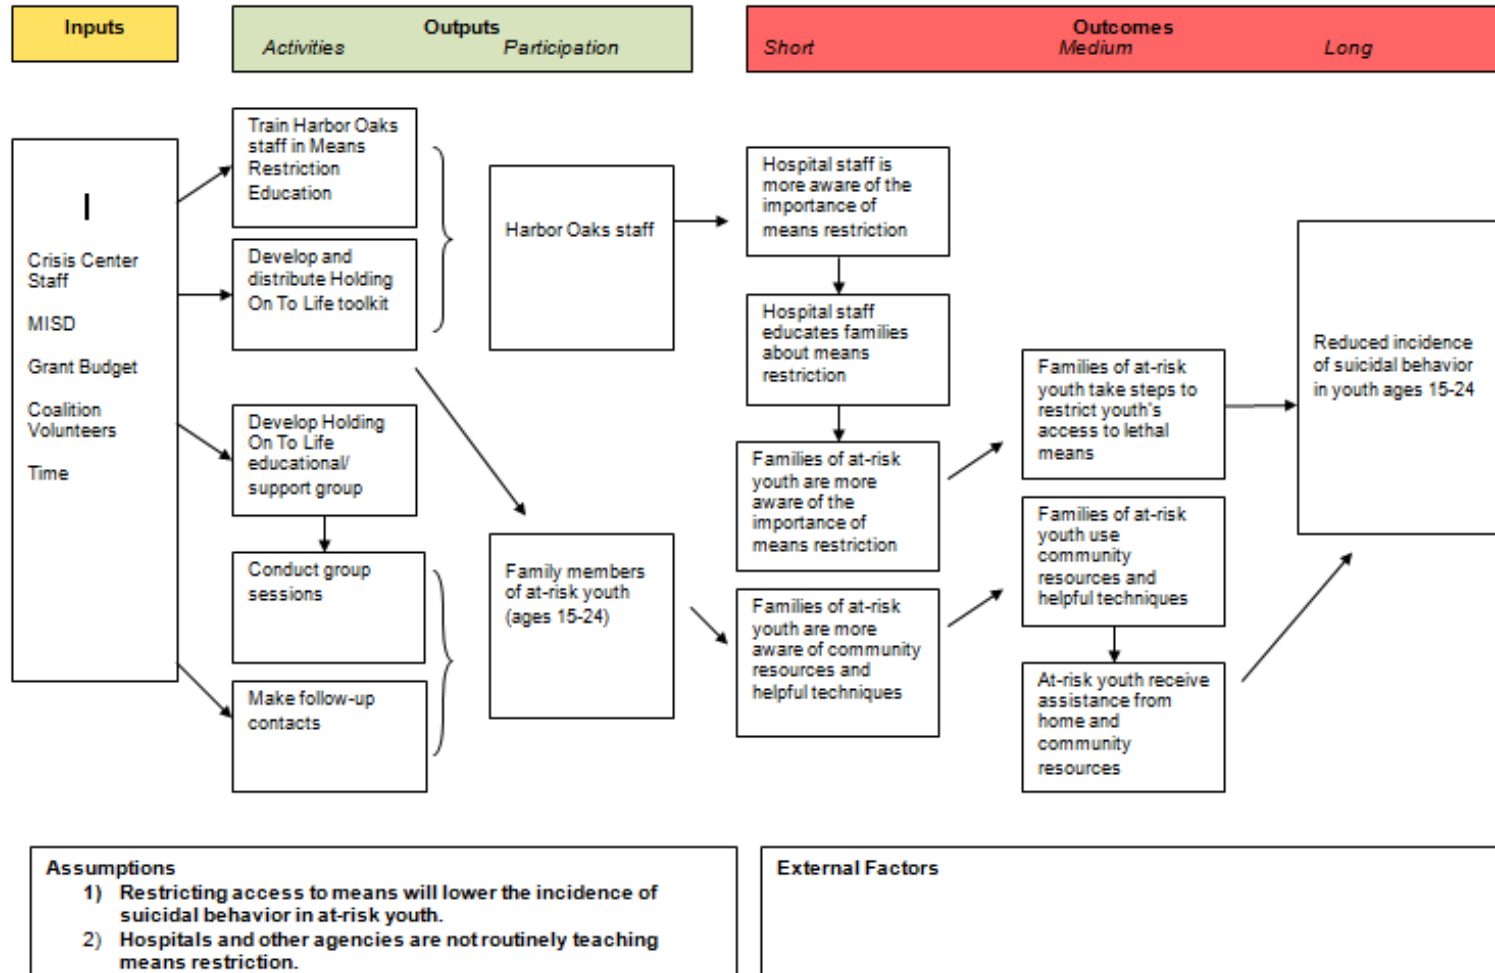 Inputs
Outputs
Activities
Participation
Outcomes
Short
Medium
Long
I
Crisis Center
Staff
MISD
Grant Budget
Coalition
Volunteers
Time
Train Harbor Oaks
staff in Means
Restriction
Education
Develop and
distribute Holding
On To Life toolkit
Develop Holding
On To Life
educational/
support group
Conduct group
sessions
Make follow-up
contacts
Harbor Oaks staff
Family members
of at-risk youth
(ages 15-24)
Hospital staff is
more aware of the
importance of
means restriction
Hospital staff
educates families
about means
restriction
Families of at-risk
youth are more
aware of the
importance of
means restriction
Families of at-risk
youth are more
aware of community
resources and
helpful techniques
Families of at-risk
youth take steps to
restrict youth's
access to lethal
means
Families of at-risk
youth use
community
resources and
helpful techniques
At-risk youth receive
assistance from
home and
community
resources
Reduced incidence
of suicidal behavior
in youth ages 15-24
Assumptions
1) Restricting access to means will lower the incidence of
suicidal behavior in at-risk youth.
2) Hospitals and other agencies are not routinely teaching
means restriction.
External Factors